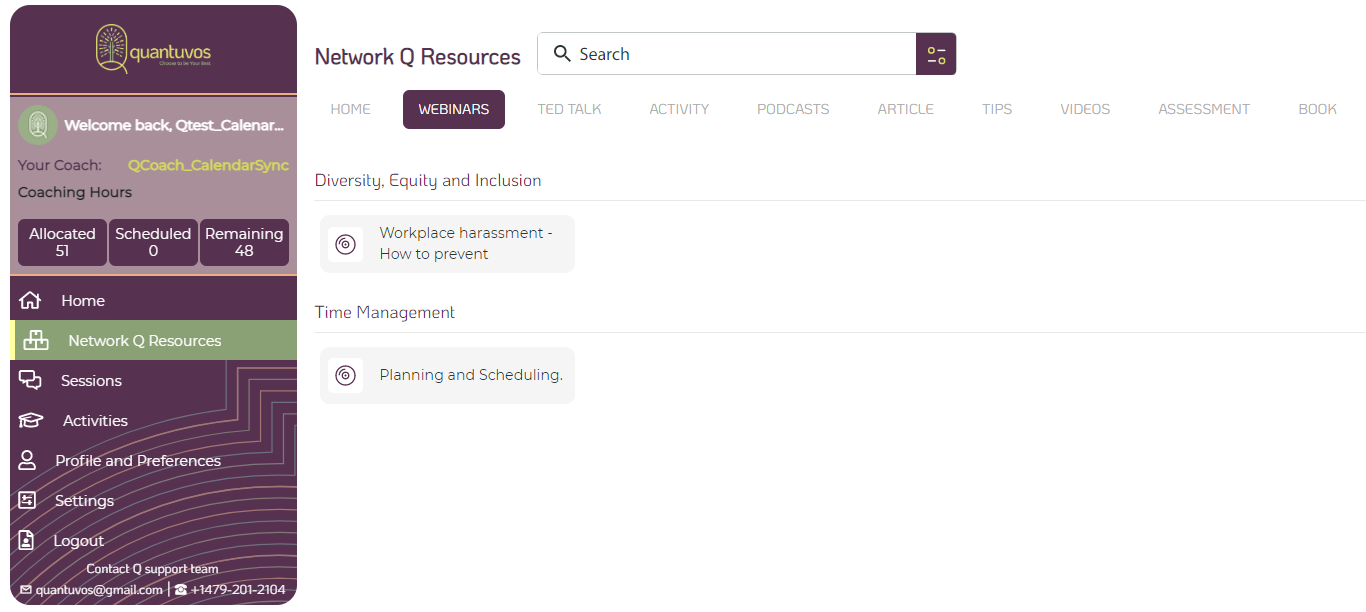 quantuvos
Choose to be Your Best
Welcome back, Qtest_Calenar...
Your Coach: QCoach_CalendarSync
Coaching Hours
Allocated Scheduled Remaining
51 0 48
Home
Network Q Resources
Sessions
Activities
Profile and Preferences
Settings
Logout
Contact Q support team
quantuvos@gmail.com | +1479-201-2104
Network Q Resources
Search
HOME WEBINARS TED TALK ACTIVITY PODCASTS ARTICLE TIPS VIDEOS ASSESSMENT BOOK
Diversity, Equity and Inclusion
Workplace harassment -
How to prevent
Time Management
Planning and Scheduling.